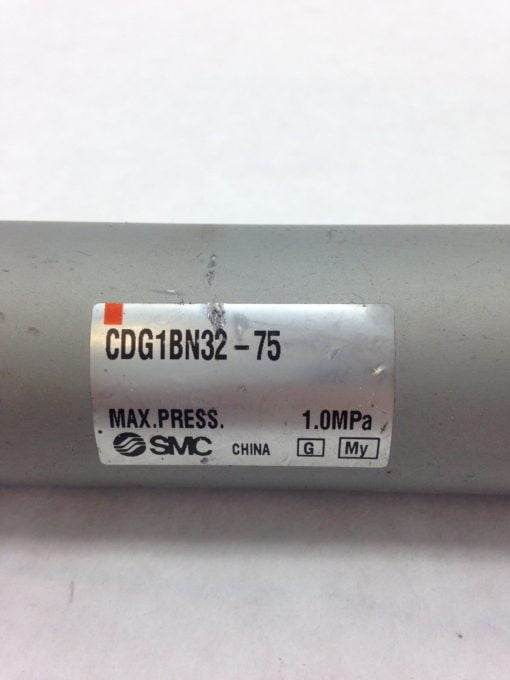 CDG1BN32-75
MAX.PRESS. 1.0MPa
SMC CHINA G My